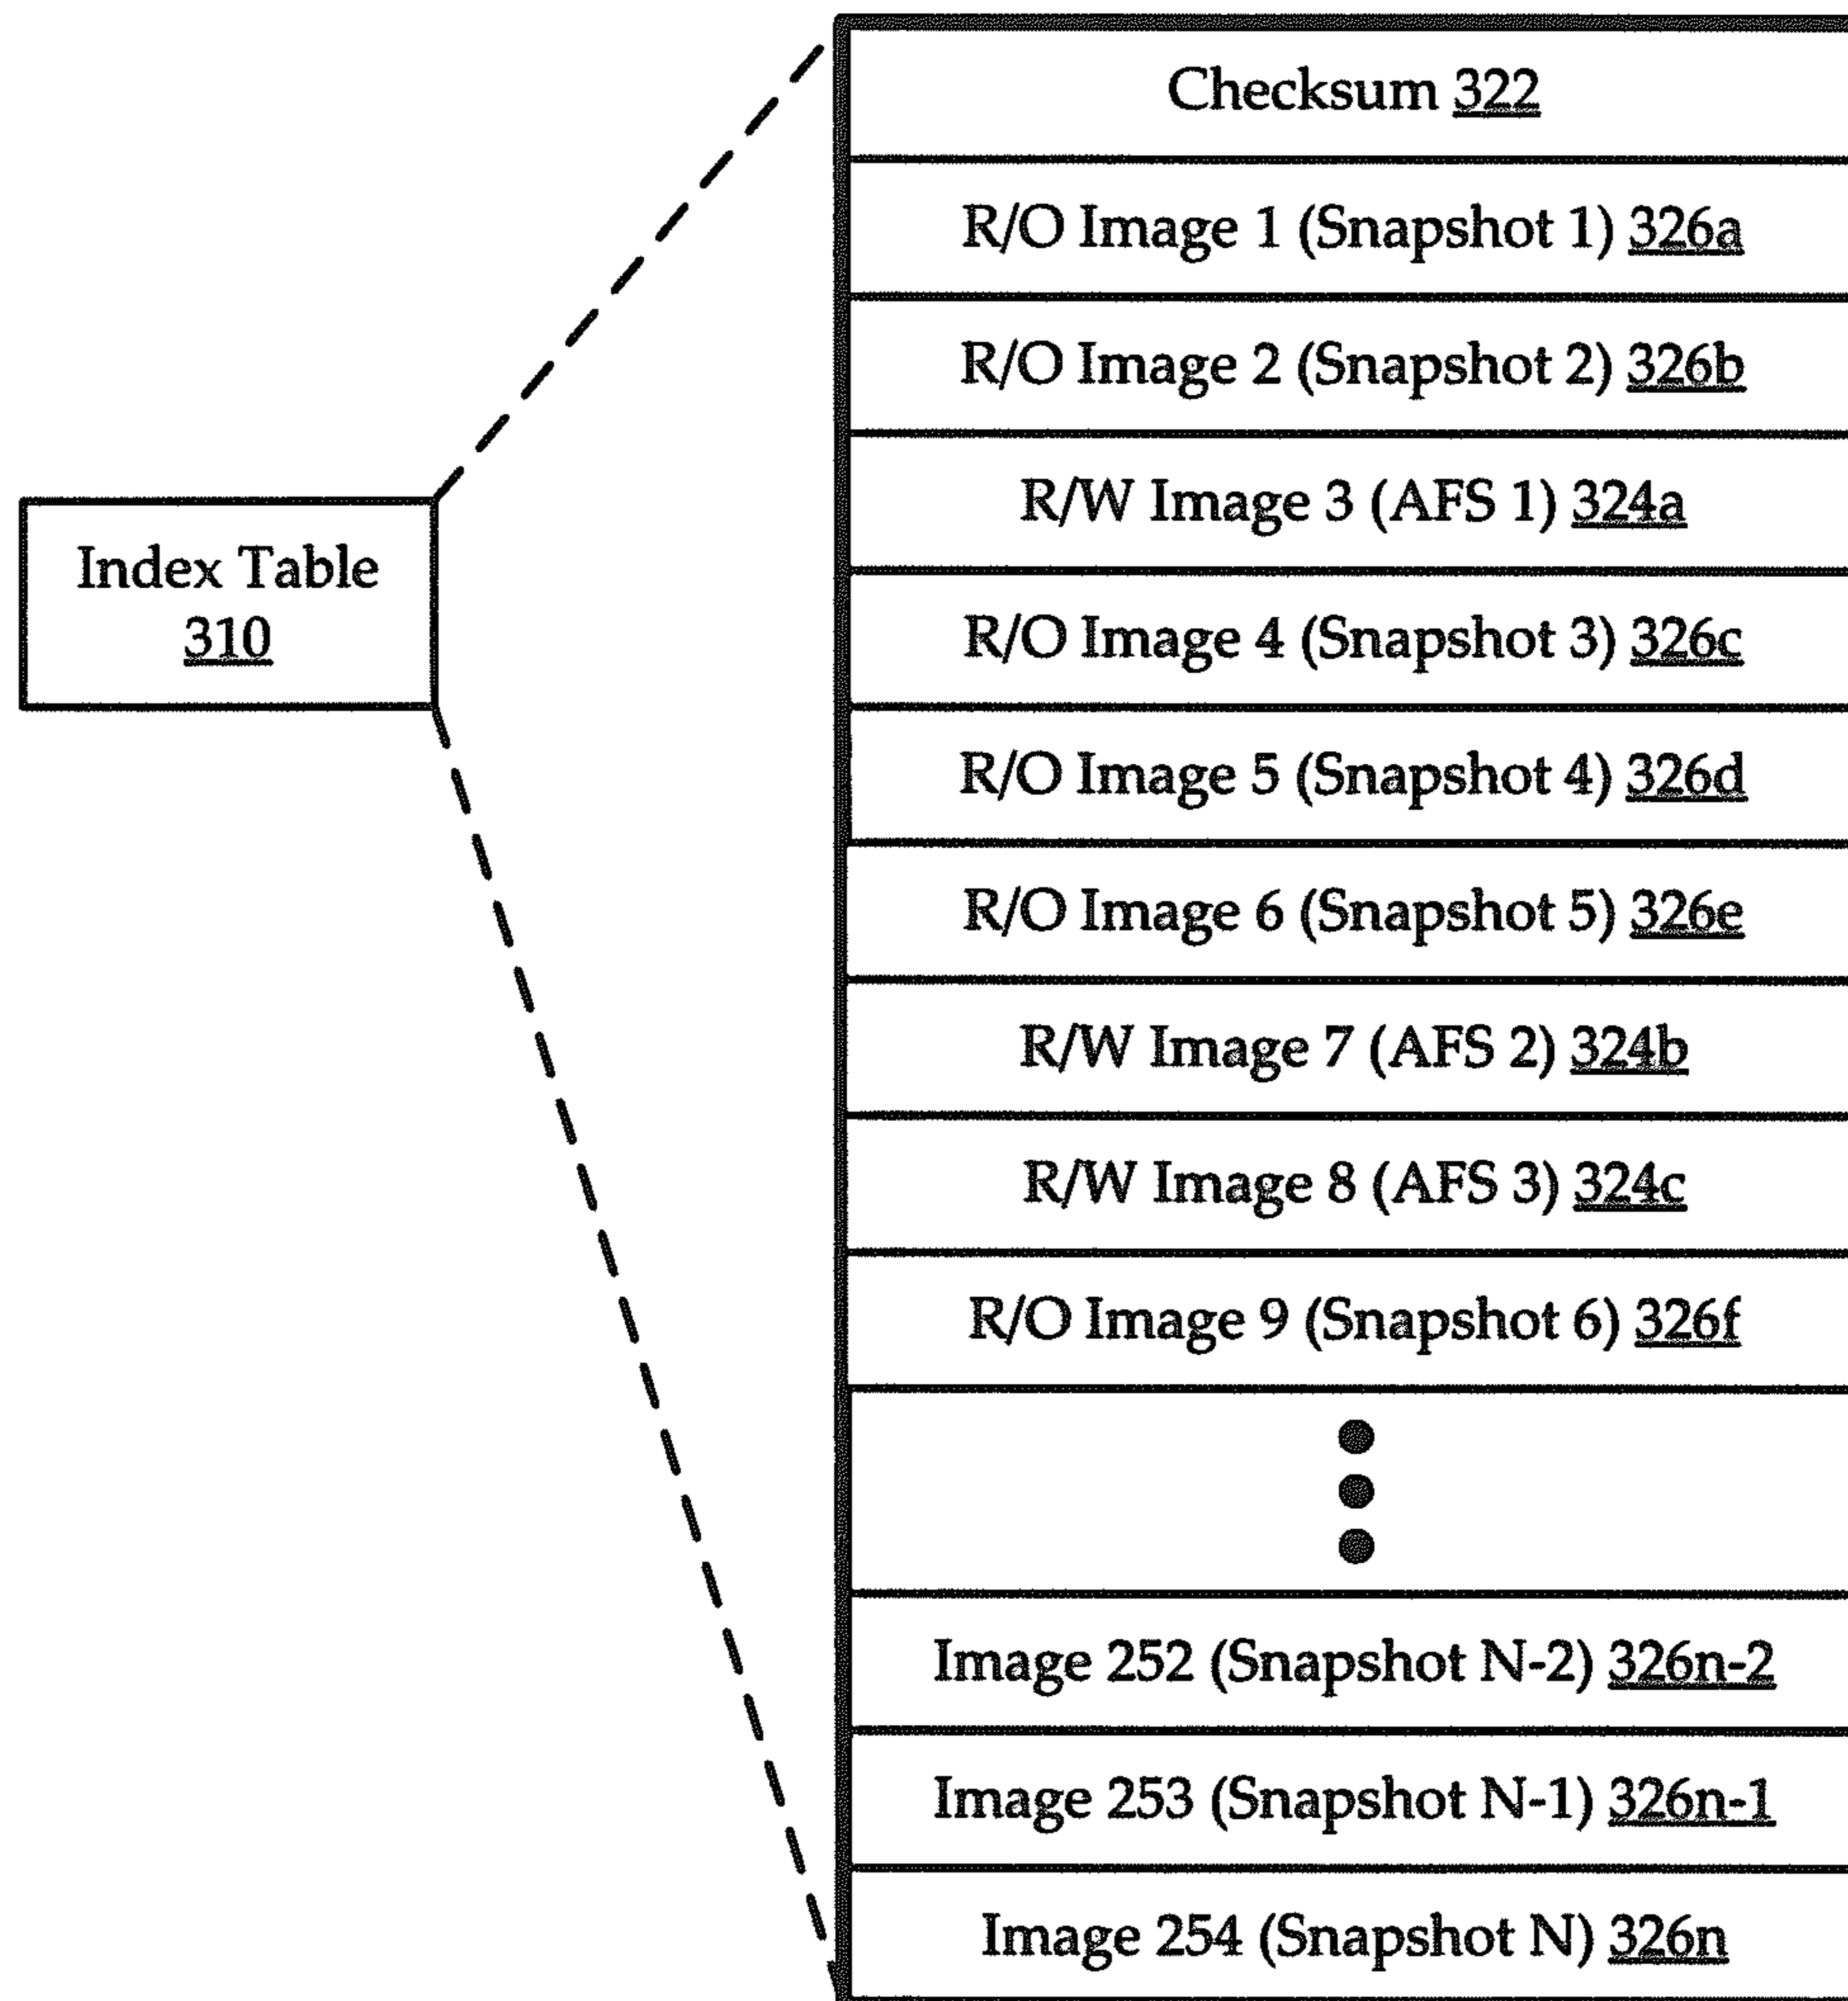 Checksum 322
R/O Image 1 (Snapshot 1) 326a
R/O Image 2 (Snapshot 2) 326b
R/W Image 3 (AFS 1) 324a
Index Table
310
R/O Image 4 (Snapshot 3) 326c
R/O Image 5 (Snapshot 4) 326d
R/O Image 6 (Snapshot 5) 326e
R/W Image 7 (AFS 2) 324b
R/W Image 8 (AFS 3) 324c
R/O Image 9 (Snapshot 6) 326f
Image 252 (Snapshot N-2) 326n-2
Image 253 (Snapshot N-1) 326n-1
Image 254 (Snapshot N) 326n